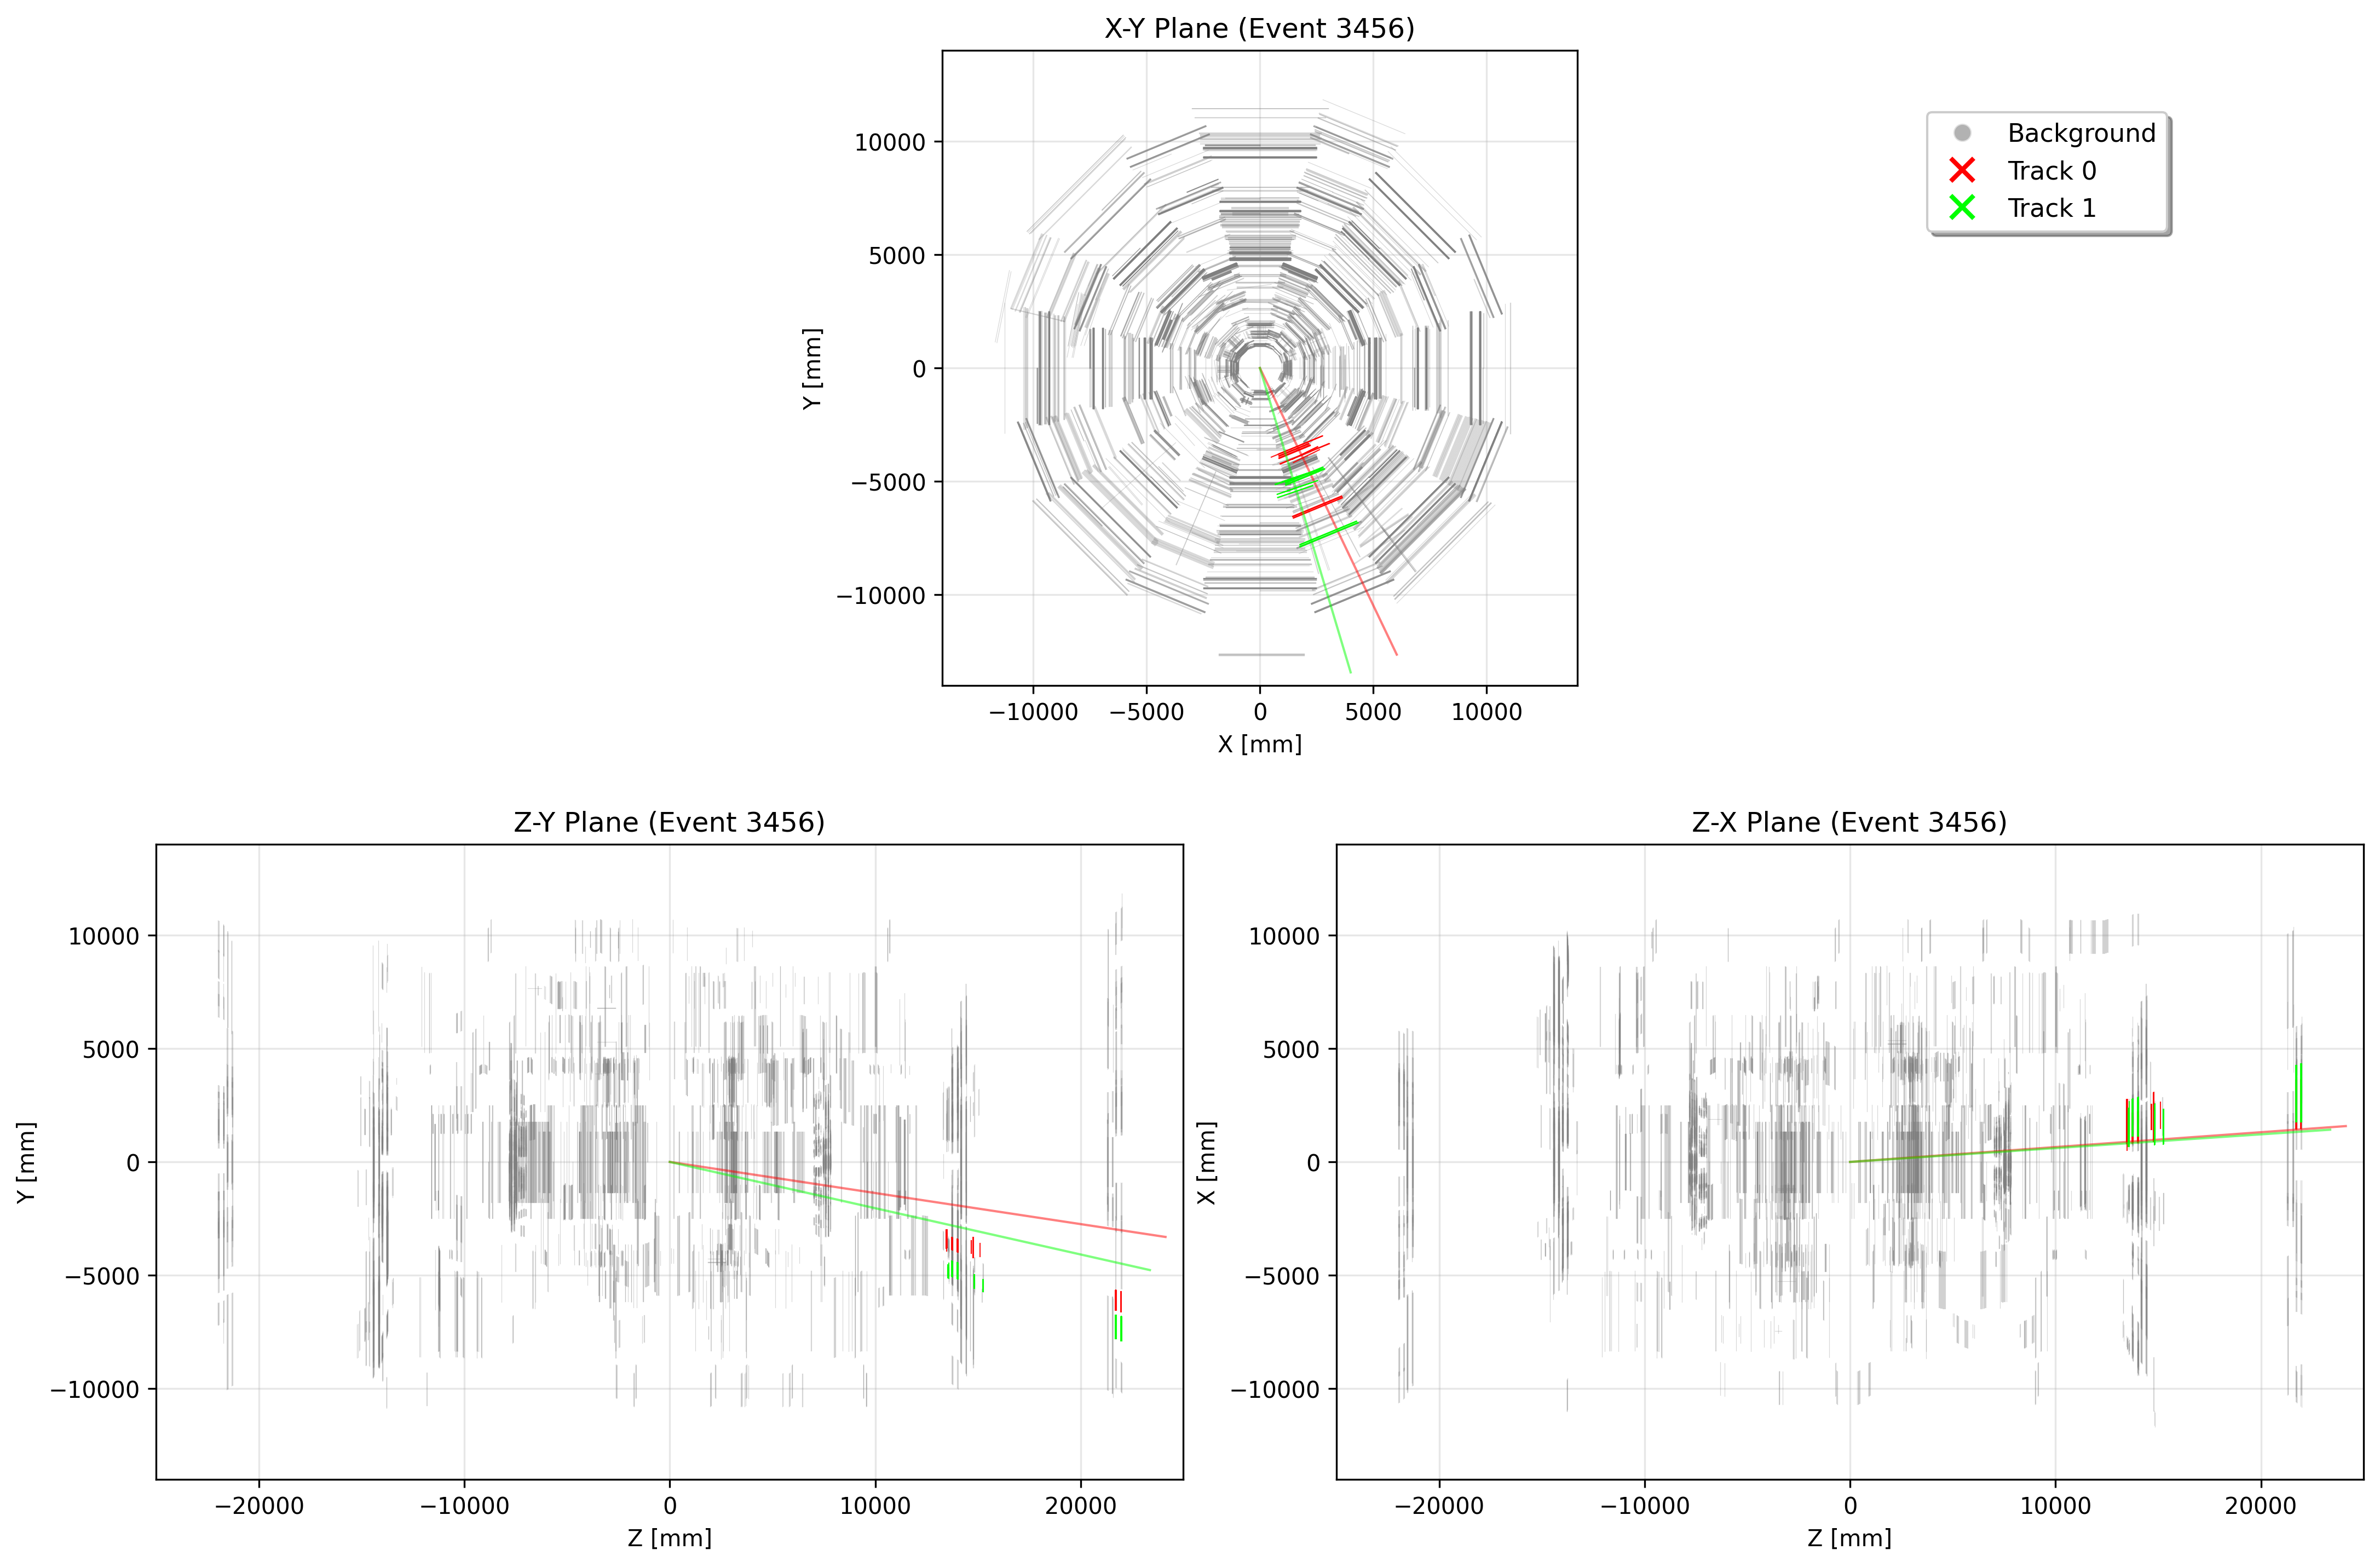 X-Y Plane (Event 3456)
Background
Track 0
Track 1
10000
5000
0
−5000
−10000
Y [mm]
−10000 −5000 0 5000 10000
X [mm]
Z-Y Plane (Event 3456)
10000
5000
0
−5000
−10000
Y [mm]
−20000 −10000 0 10000 20000
Z [mm]
Z-X Plane (Event 3456)
10000
5000
0
−5000
−10000
X [mm]
−20000 −10000 0 10000 20000
Z [mm]